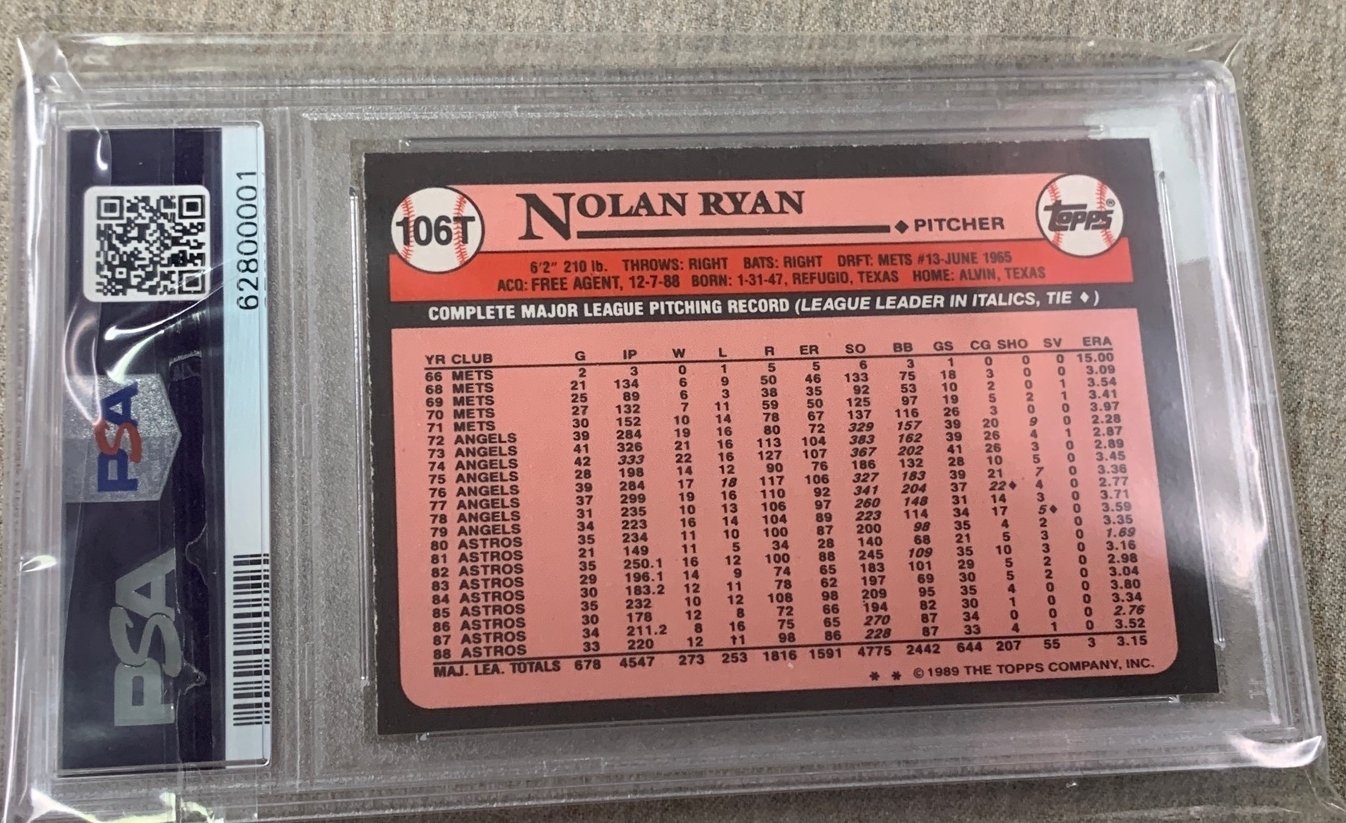 PSA
PSA
62800001
106T
NOLAN RYAN
♦ PITCHER
Topps®
6'2" 210 lb. THROWS: RIGHT BATS: RIGHT DRFT: METS #13-JUNE 1965
ACQ: FREE AGENT, 12-7-88 BORN: 1-31-47, REFUGIO, TEXAS HOME: ALVIN, TEXAS
COMPLETE MAJOR LEAGUE PITCHING RECORD (LEAGUE LEADER IN ITALICS, TIE ♦)
YR CLUB G IP W L R ER SO BB GS CG SHO SV ERA
66 METS 2 3 0 1 5 5 6 3 1 0 0 0 15.00
68 METS 21 134 6 9 50 46 133 75 18 3 0 0 3.09
69 METS 25 89 6 3 38 35 92 53 10 2 0 1 3.54
70 METS 27 132 7 11 59 50 125 97 19 5 2 1 3.41
71 METS 30 152 10 14 78 67 137 116 26 3 0 0 3.97
72 ANGELS 39 284 19 16 80 72 329 157 39 20 9 0 2.28
73 ANGELS 41 326 21 16 113 104 383 162 39 26 4 1 2.87
74 ANGELS 42 333 22 16 127 107 367 202 41 26 3 0 2.89
75 ANGELS 28 198 14 12 90 76 186 132 28 10 5 0 3.45
76 ANGELS 39 284 17 18 117 106 327 183 39 21 7 0 3.36
77 ANGELS 37 299 19 16 110 92 341 204 37 22♦ 4 0 2.77
78 ANGELS 31 235 10 13 106 97 260 148 31 14 3 0 3.71
79 ANGELS 34 223 16 14 104 89 223 114 34 17 5♦ 0 3.59
80 ASTROS 35 234 11 10 100 87 200 98 35 4 2 0 3.35
81 ASTROS 21 149 11 5 34 28 140 68 21 5 3 0 1.69
82 ASTROS 35 250.1 16 12 100 88 245 109 35 10 3 0 3.16
83 ASTROS 29 196.1 14 9 74 65 183 101 29 5 2 0 2.98
84 ASTROS 30 183.2 12 11 78 62 197 69 30 5 2 0 3.04
85 ASTROS 35 232 10 12 108 98 209 95 35 4 0 0 3.80
86 ASTROS 30 178 12 8 72 66 194 82 30 1 0 0 3.34
87 ASTROS 34 211.2 8 16 75 65 270 87 34 0 0 0 2.76
88 ASTROS 33 220 12 11 98 86 228 87 33 4 1 0 3.52
MAJ. LEA. TOTALS 678 4547 273 253 1816 1591 4775 2442 644 207 55 3 3.15
* * © 1989 THE TOPPS COMPANY, INC.